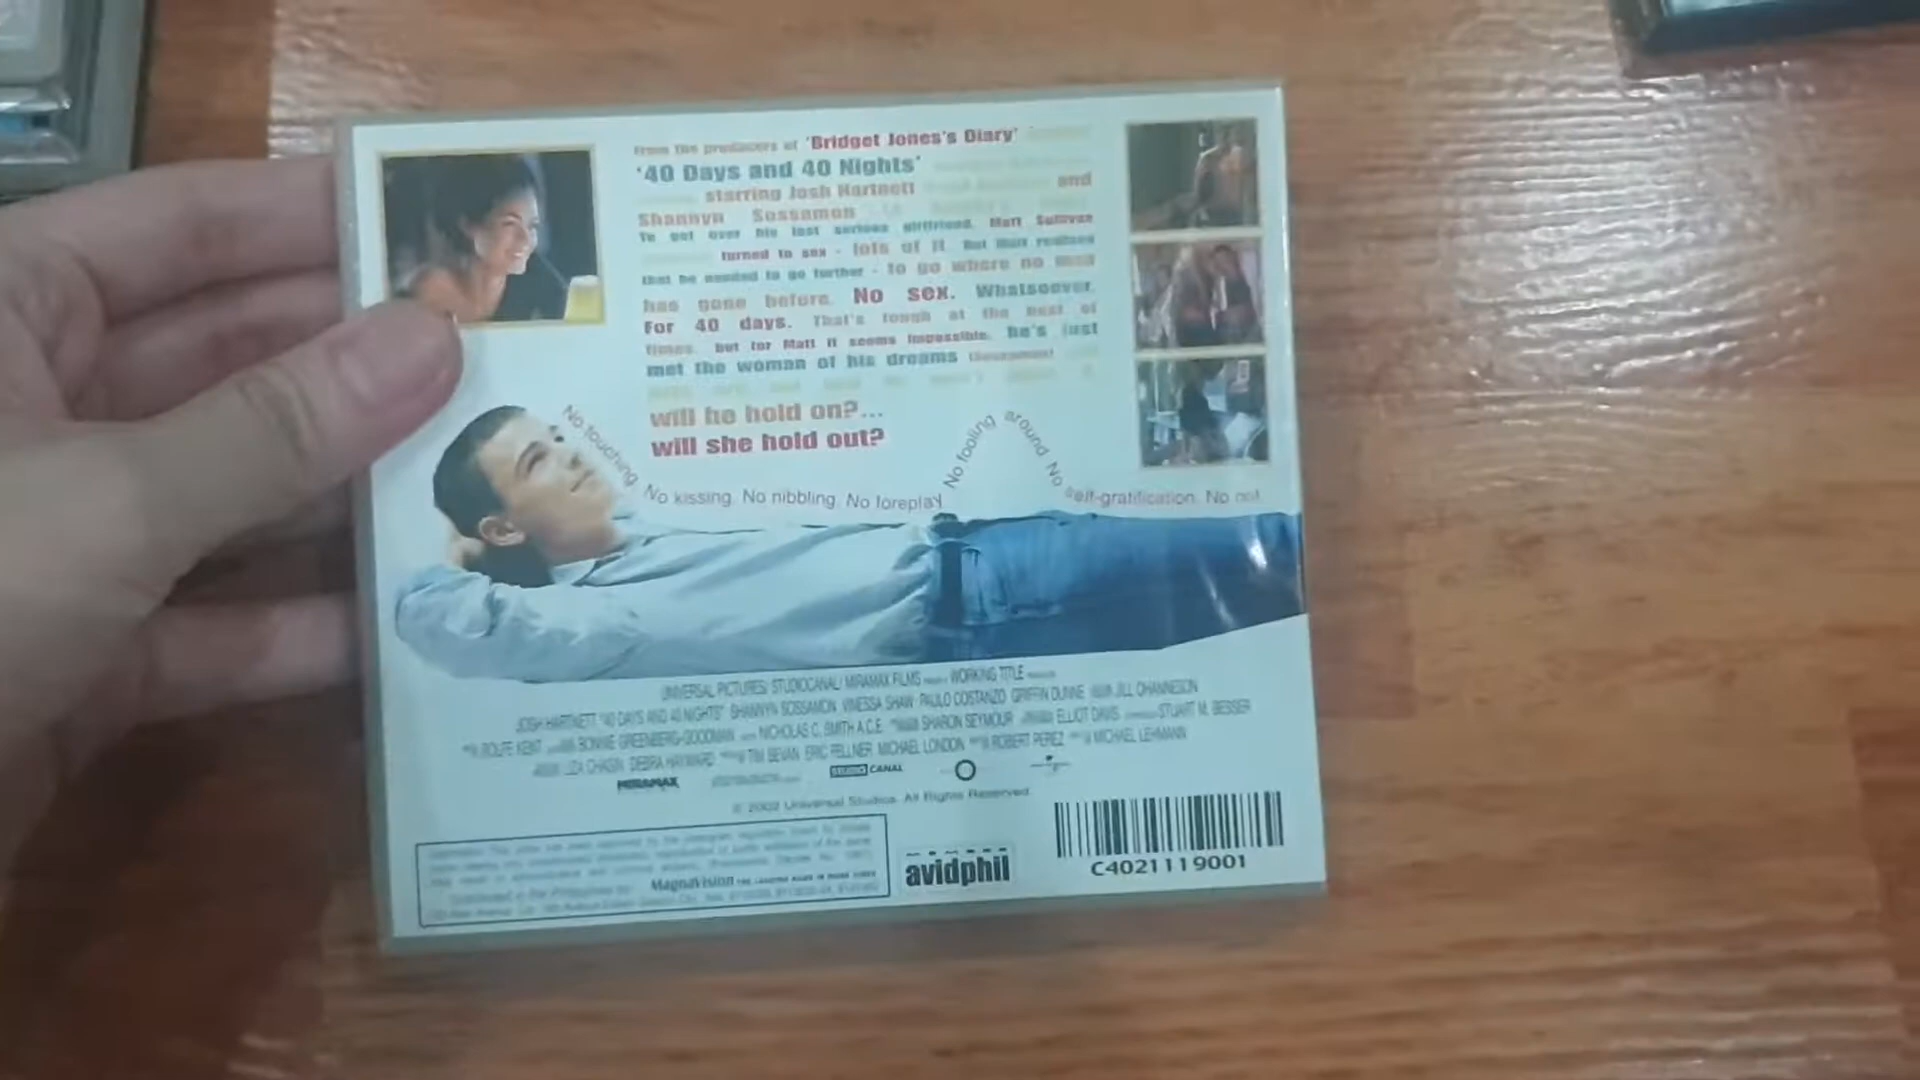 From the producers of 'Bridget Jones's Diary'
'40 Days and 40 Nights'
starring Josh Hartnett and
Shannyn Sossamon
To get over his last serious girlfriend, Matt Sullivan
turned to sex - lots of it. But Matt realised
that he needed to go further - to go where no man
has gone before. No sex. Whatsoever.
For 40 days. That's tough at the best of
times, but for Matt it seems impossible. he's just
met the woman of his dreams (Sossamon)
will he hold on?...
will she hold out?
No touching. No kissing. No nibbling. No foreplay. No fooling around No self-gratification. No
UNIVERSAL PICTURES/ STUDIOCANAL/ MIRAMAX FILMS WORKING TITLE
JOSH HARTNETT "40 DAYS AND 40 NIGHTS" SHANNYN SOSSAMON VINESSA SHAW PAULO COSTANZO GRIFFIN DUNNE JILL OHANNESON
ROLFE KENT BONNIE GREENBERG-GOODMAN NICHOLAS C. SMITH A.C.E. SHARON SEYMOUR ELLIOT DAVIS STUART M. BESSER
LIZA CHASIN DEBRA HAYWARD TIM BEVAN ERIC FELLNER MICHAEL LONDON ROBERT PEREZ MICHAEL LEHMANN
MIRAMAX STUDIO CANAL
© 2002 Universal Studios. All Rights Reserved.
MagnaVision
avidphil
C4021119001